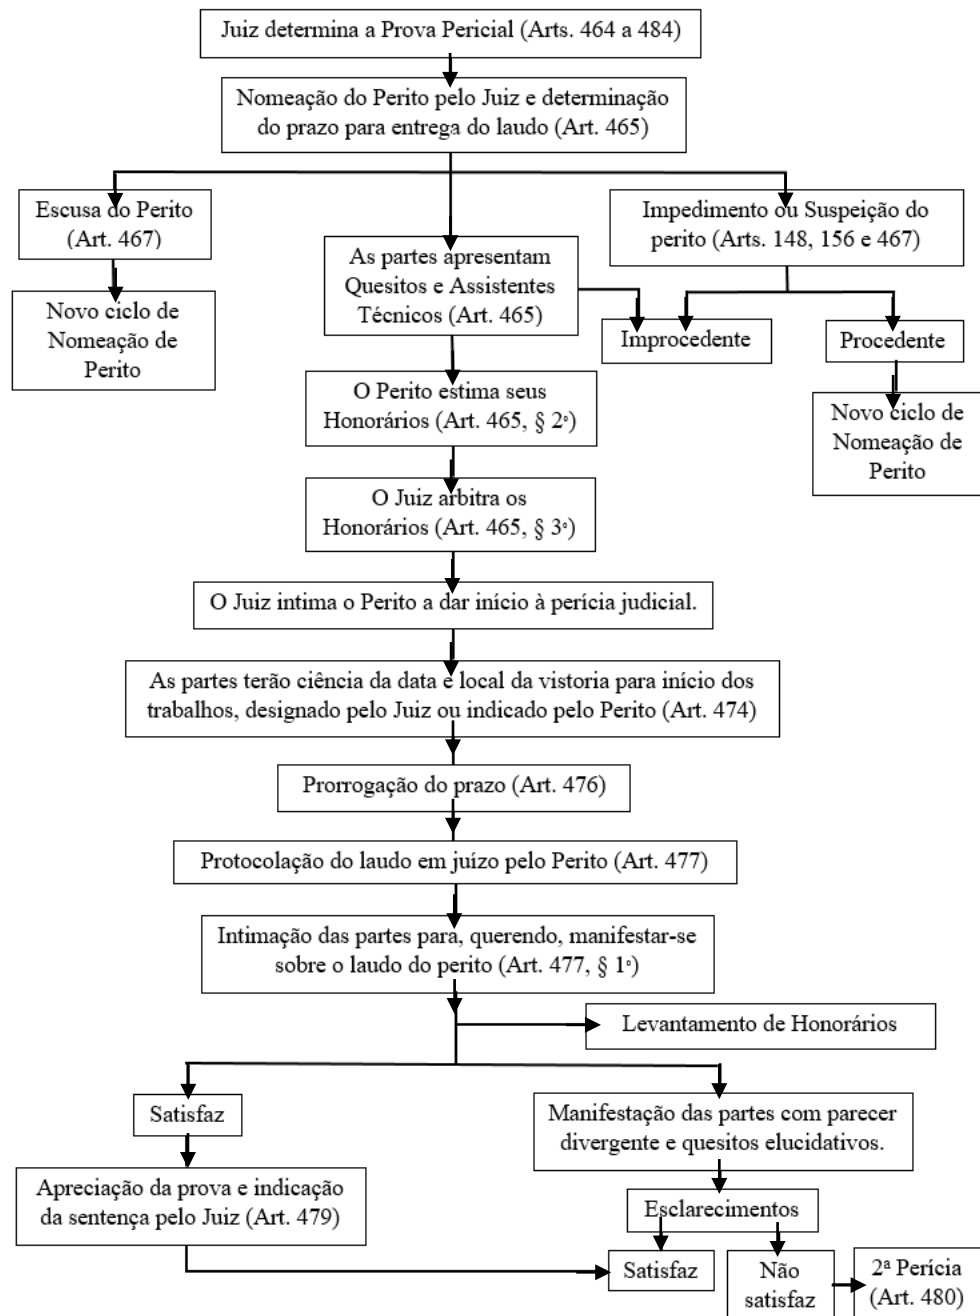 Juiz determina a Prova Pericial (Arts. 464 a 484)
Nomeação do Perito pelo Juiz e determinação
do prazo para entrega do laudo (Art. 465)
Escusa do Perito
(Art. 467)
Impedimento ou Suspeição do
perito (Arts. 148, 156 e 467)
As partes apresentam
Quesitos e Assistentes
Técnicos (Art. 465)
Novo ciclo de
Nomeação de
Perito
Improcedente
Procedente
O Perito estima seus
Honorários (Art. 465, § 2º)
Novo ciclo de
Nomeação de
Perito
O Juiz arbitra os
Honorários (Art. 465, § 3º)
O Juiz intima o Perito a dar início à perícia judicial.
As partes terão ciência da data e local da vistoria para início dos
trabalhos, designado pelo Juiz ou indicado pelo Perito (Art. 474)
Prorrogação do prazo (Art. 476)
Protocolação do laudo em juízo pelo Perito (Art. 477)
Intimação das partes para, querendo, manifestar-se
sobre o laudo do perito (Art. 477, § 1º)
Levantamento de Honorários
Satisfaz
Manifestação das partes com parecer
divergente e quesitos elucidativos.
Apreciação da prova e indicação
da sentença pelo Juiz (Art. 479)
Esclarecimentos
Satisfaz
Não
satisfaz
2ª Perícia
(Art. 480)